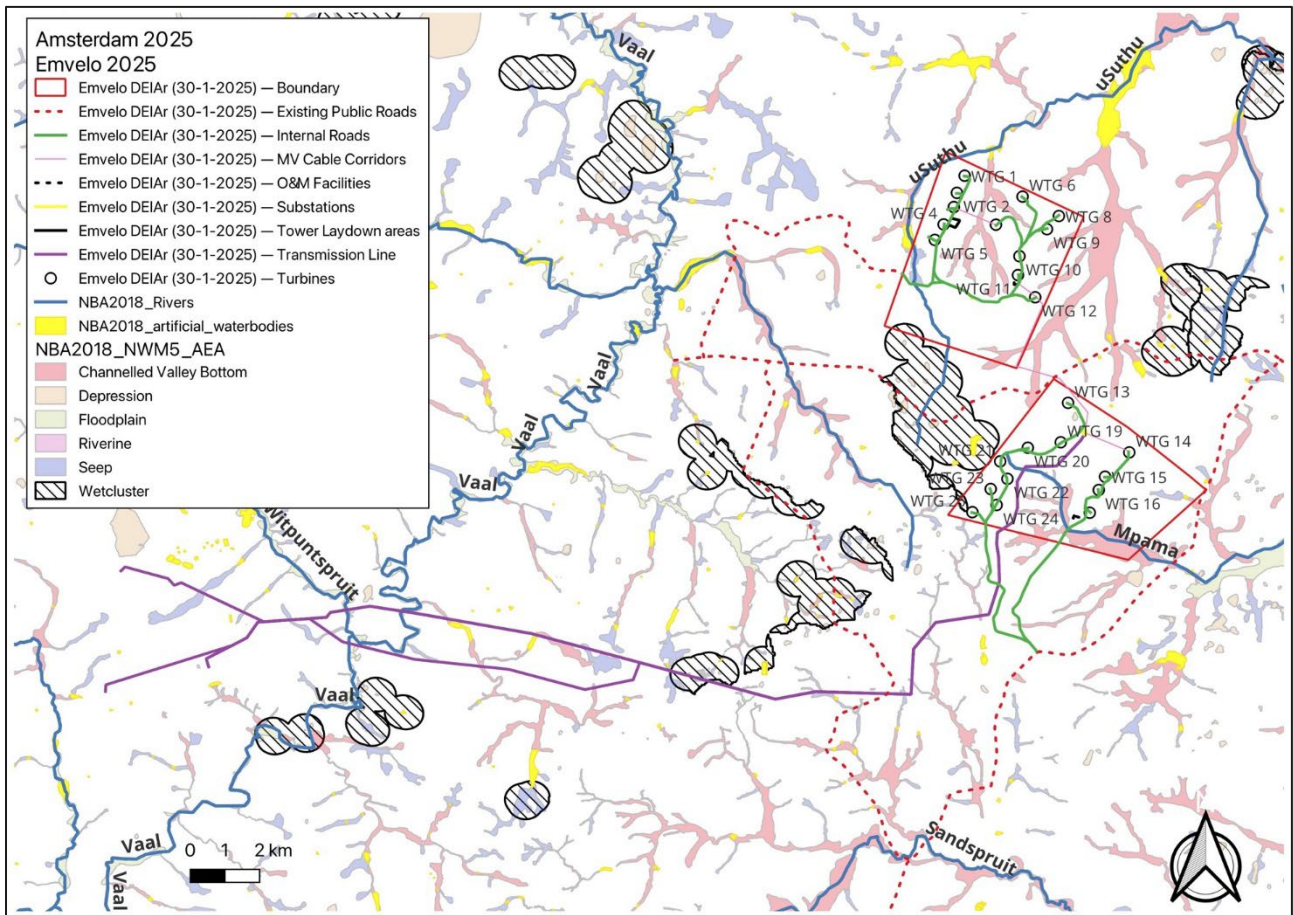 Amsterdam 2025
Emvelo 2025
Emvelo DEIAr (30-1-2025) — Boundary
Emvelo DEIAr (30-1-2025) — Existing Public Roads
Emvelo DEIAr (30-1-2025) — Internal Roads
Emvelo DEIAr (30-1-2025) — MV Cable Corridors
Emvelo DEIAr (30-1-2025) — O&M Facilities
Emvelo DEIAr (30-1-2025) — Substations
Emvelo DEIAr (30-1-2025) — Tower Laydown areas
Emvelo DEIAr (30-1-2025) — Transmission Line
Emvelo DEIAr (30-1-2025) — Turbines
NBA2018_Rivers
NBA2018_artificial_waterbodies
NBA2018_NWM5_AEA
Channelled Valley Bottom
Depression
Floodplain
Riverine
Seep
Wetcluster
Vaal
uSuthu
uSuthu
WTG 1
WTG 6
WTG 4
WTG 2
WTG 8
WTG 5
WTG 9
WTG 10
WTG 11
WTG 12
Vaal
Vaal
Vaal
Vaal
WTG 13
WTG 19
WTG 14
WTG 21
WTG 20
WTG 23
WTG 15
WTG 22
WTG 16
WTG 24
Mpama
Witpuntspruit
Vaal
Vaal
Vaal
Sandspruit
0 1 2 km